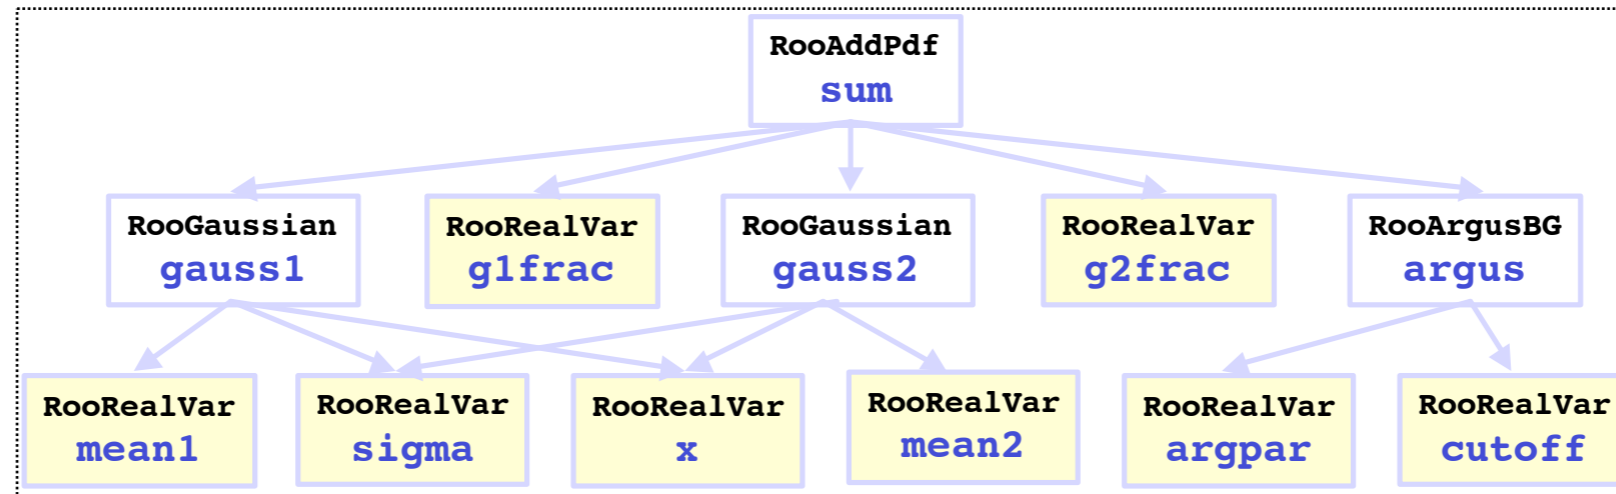 RooAddPdf
sum
RooGaussian
gauss1
RooRealVar
g1frac
RooGaussian
gauss2
RooRealVar
g2frac
RooArgusBG
argus
RooRealVar
mean1
RooRealVar
sigma
RooRealVar
x
RooRealVar
mean2
RooRealVar
argpar
RooRealVar
cutoff